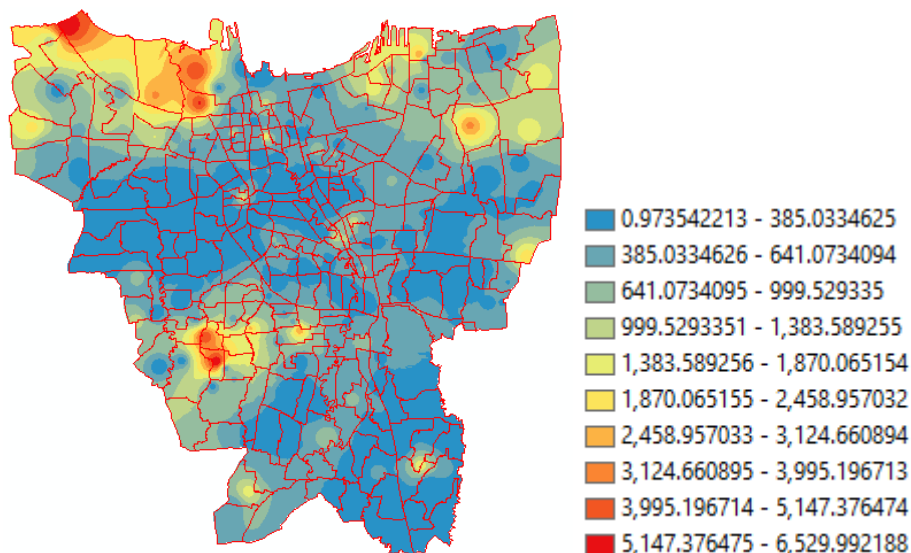 0.973542213 - 385.0334625
385.0334626 - 641.0734094
641.0734095 - 999.529335
999.5293351 - 1,383.589255
1,383.589256 - 1,870.065154
1,870.065155 - 2,458.957032
2,458.957033 - 3,124.660894
3,124.660895 - 3,995.196713
3,995.196714 - 5,147.376474
5,147.376475 - 6,529.992188